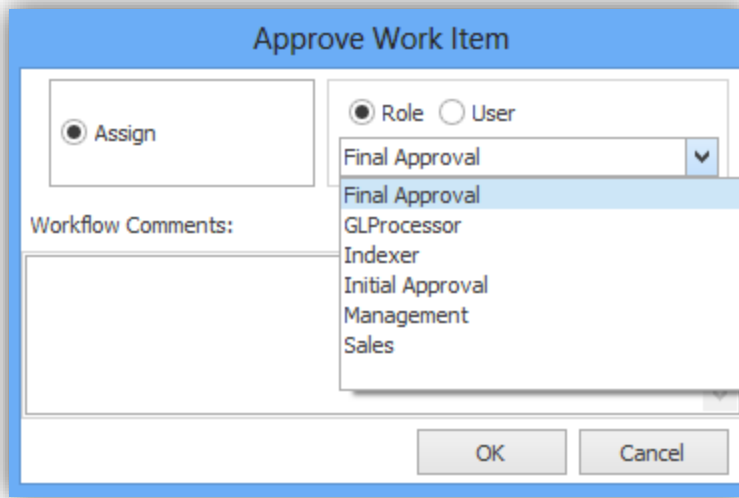 Approve Work Item
Assign
Role User
Final Approval
Final Approval
GLProcessor
Indexer
Initial Approval
Management
Sales
Workflow Comments:
OK Cancel